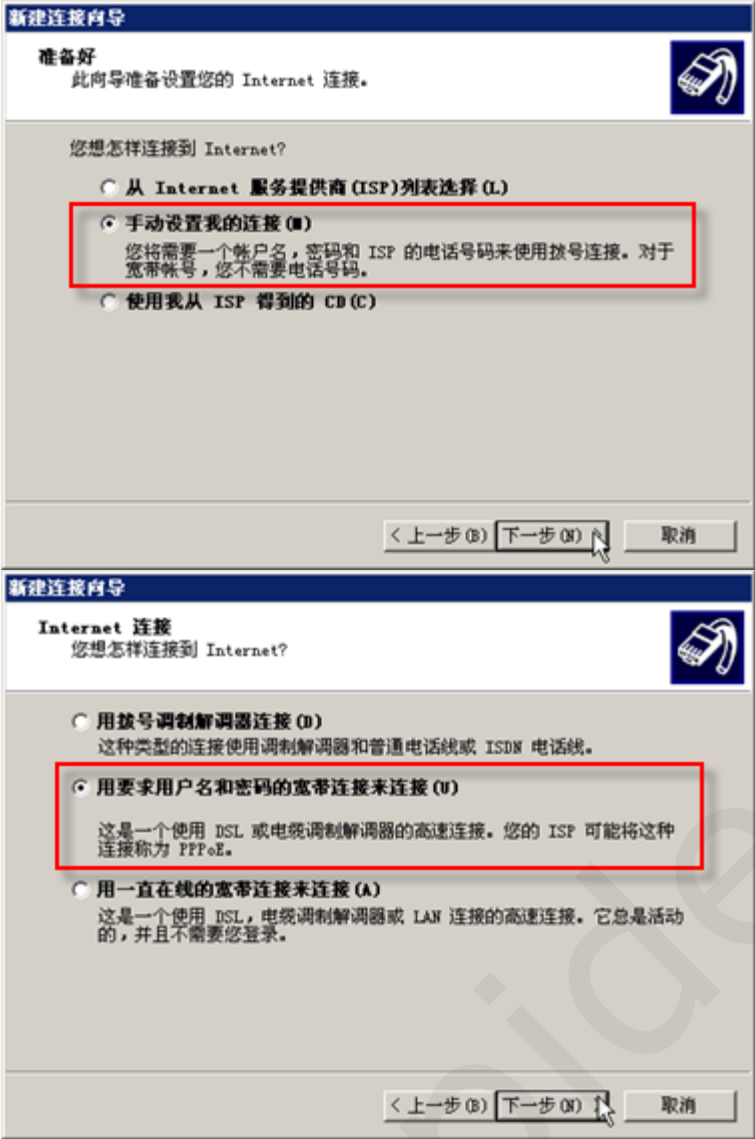 新建连接向导
准备好
此向导准备设置您的 Internet 连接。
您想怎样连接到 Internet?
从 Internet 服务提供商(ISP)列表选择(L)
手动设置我的连接(M)
您将需要一个帐户名，密码和 ISP 的电话号码来使用拨号连接。对于
宽带帐号，您不需要电话号码。
使用我从 ISP 得到的 CD(C)
< 上一步(B) 下一步(N) 取消
新建连接向导
Internet 连接
您想怎样连接到 Internet?
用拨号调制解调器连接(D)
这种类型的连接使用调制解调器和普通电话线或 ISDN 电话线。
用要求用户名和密码的宽带连接来连接(U)
这是一个使用 DSL 或电缆调制解调器的高速连接。您的 ISP 可能将这种
连接称为 PPPoE。
用一直在线的宽带连接来连接(A)
这是一个使用 DSL，电缆调制解调器或 LAN 连接的高速连接。它总是活动
的，并且不需要您登录。
< 上一步(B) 下一步(N) 取消